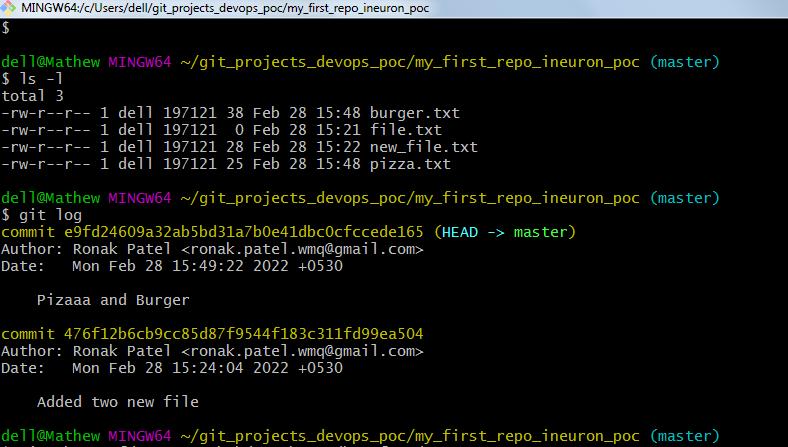 MINGW64:/c/Users/dell/git_projects_devops_poc/my_first_repo_ineuron_poc
$
dell@Mathew MINGW64 ~/git_projects_devops_poc/my_first_repo_ineuron_poc (master)
$ ls -l
total 3
-rw-r--r-- 1 dell 197121 38 Feb 28 15:48 burger.txt
-rw-r--r-- 1 dell 197121  0 Feb 28 15:21 file.txt
-rw-r--r-- 1 dell 197121 28 Feb 28 15:22 new_file.txt
-rw-r--r-- 1 dell 197121 25 Feb 28 15:48 pizza.txt
dell@Mathew MINGW64 ~/git_projects_devops_poc/my_first_repo_ineuron_poc (master)
$ git log
commit e9fd24609a32ab5bd31a7b0e41dbc0cfccede165 (HEAD -> master)
Author: Ronak Patel <ronak.patel.wmq@gmail.com>
Date:   Mon Feb 28 15:49:22 2022 +0530
Pizaaa and Burger
commit 476f12b6cb9cc85d87f9544f183c311fd99ea504
Author: Ronak Patel <ronak.patel.wmq@gmail.com>
Date:   Mon Feb 28 15:24:04 2022 +0530
Added two new file
dell@Mathew MINGW64 ~/git_projects_devops_poc/my_first_repo_ineuron_poc (master)